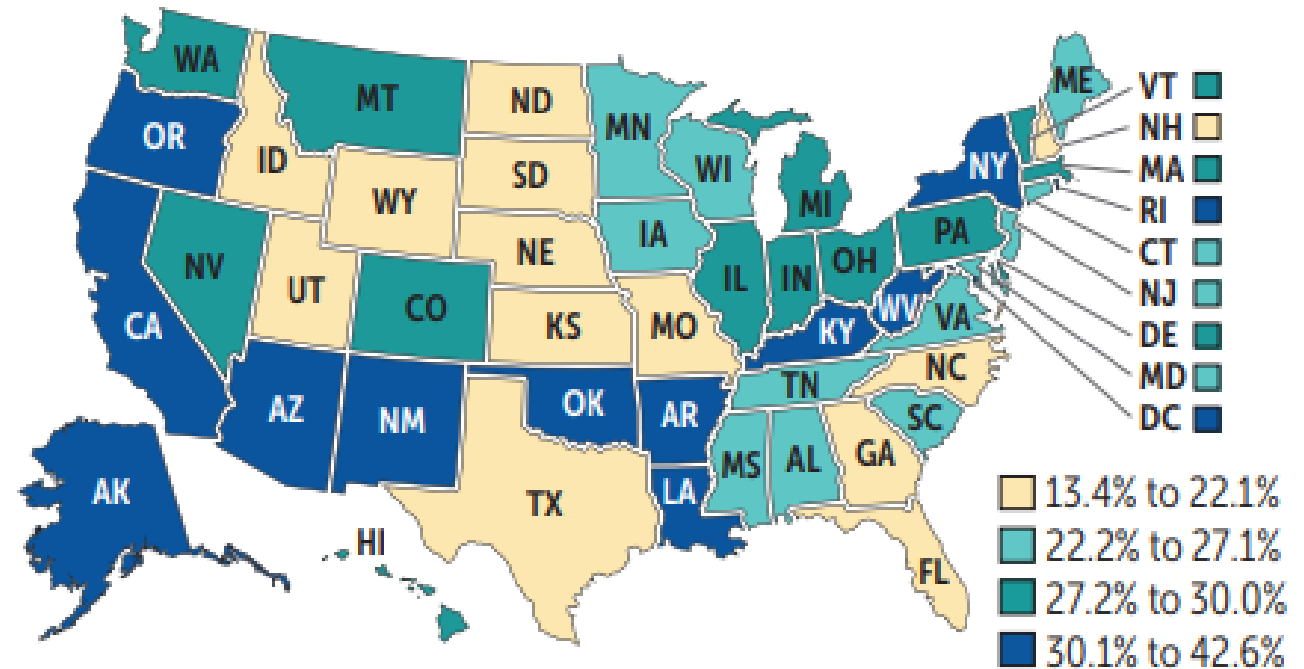 WA
MT
ND
MN
ME
VT
OR
ID
SD
WI
NY
NH
WY
MI
MA
RI
NV
NE
IA
PA
CT
UT
CO
IL
IN
OH
NJ
CA
KS
MO
KY
WV
VA
DE
AZ
NM
OK
AR
TN
NC
MD
SC
DC
AK
TX
LA
MS
AL
GA
HI
FL
13.4% to 22.1%
22.2% to 27.1%
27.2% to 30.0%
30.1% to 42.6%